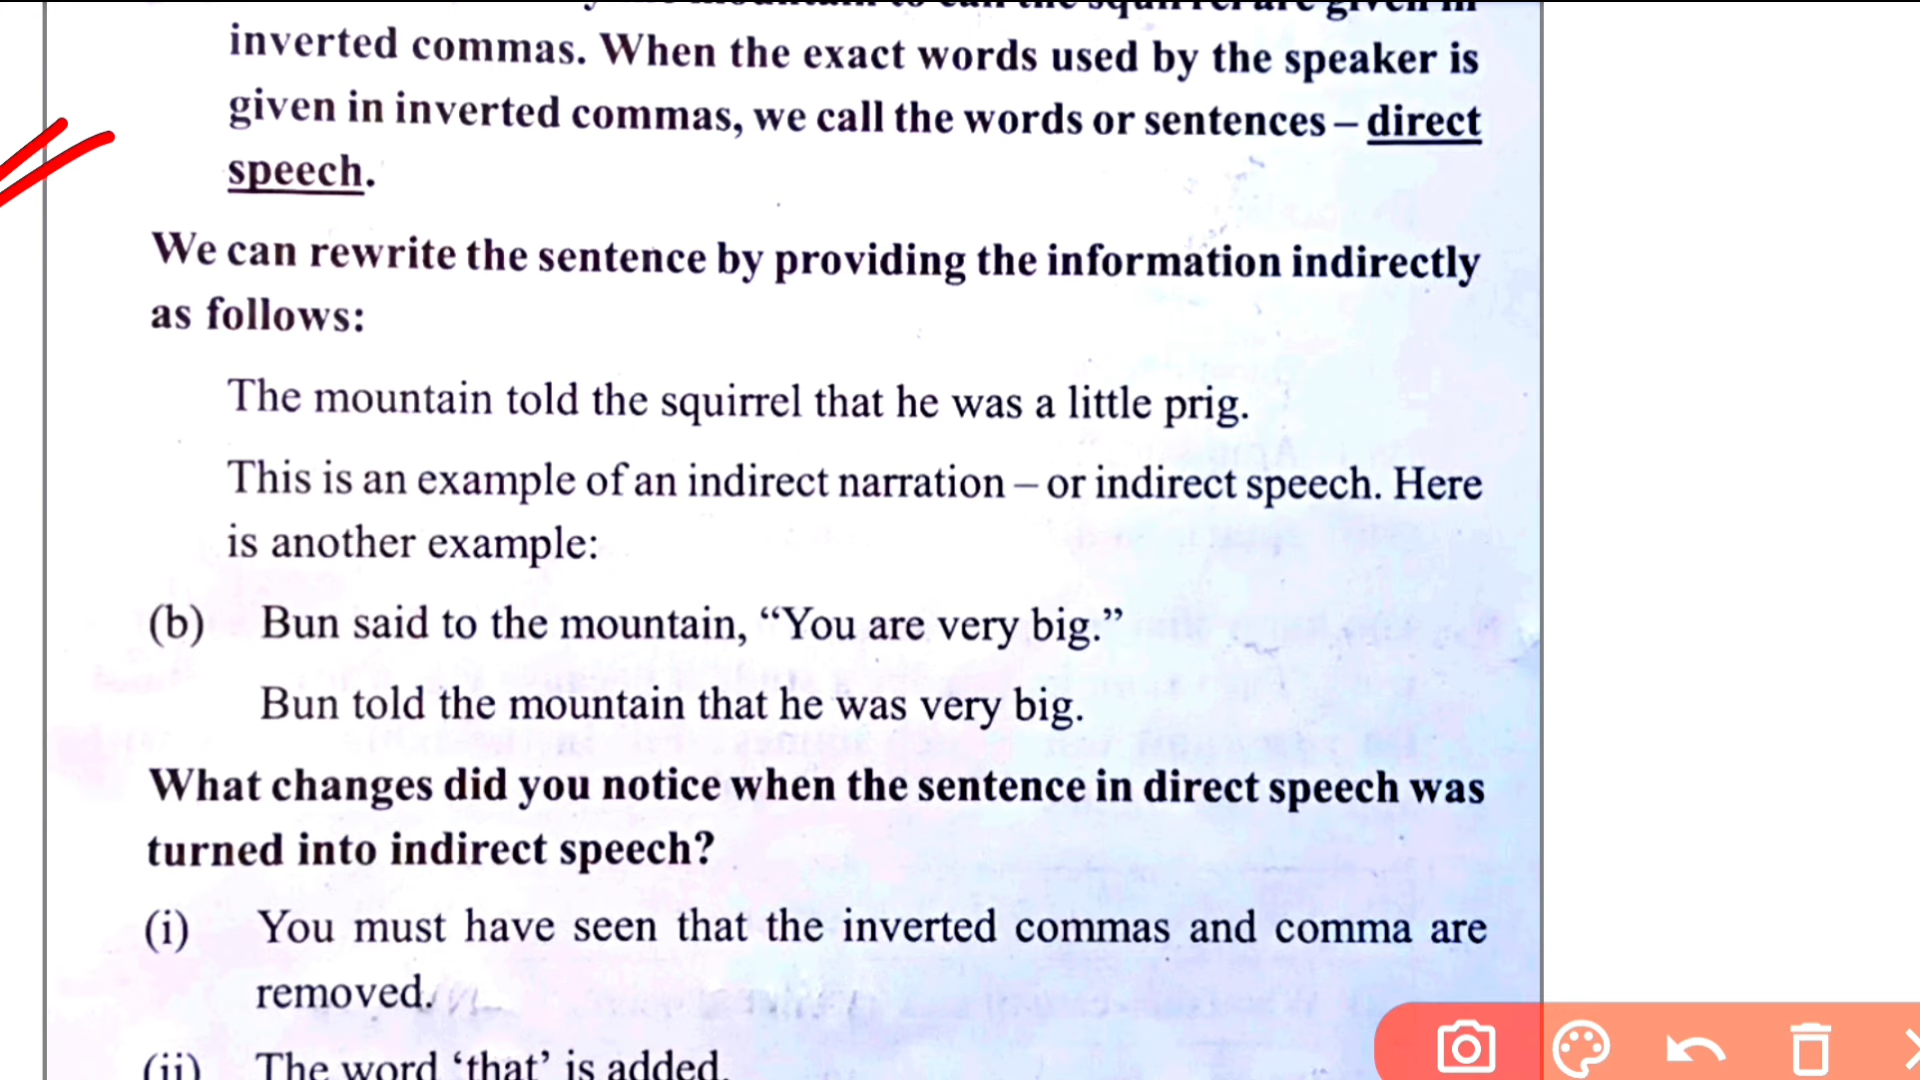 inverted commas. When the exact words used by the speaker is
given in inverted commas, we call the words or sentences – direct
speech.
We can rewrite the sentence by providing the information indirectly
as follows:
The mountain told the squirrel that he was a little prig.
This is an example of an indirect narration – or indirect speech. Here
is another example:
(b) Bun said to the mountain, “You are very big.”
Bun told the mountain that he was very big.
What changes did you notice when the sentence in direct speech was
turned into indirect speech?
(i) You must have seen that the inverted commas and comma are
removed.
(ii) The word ‘that’ is added.